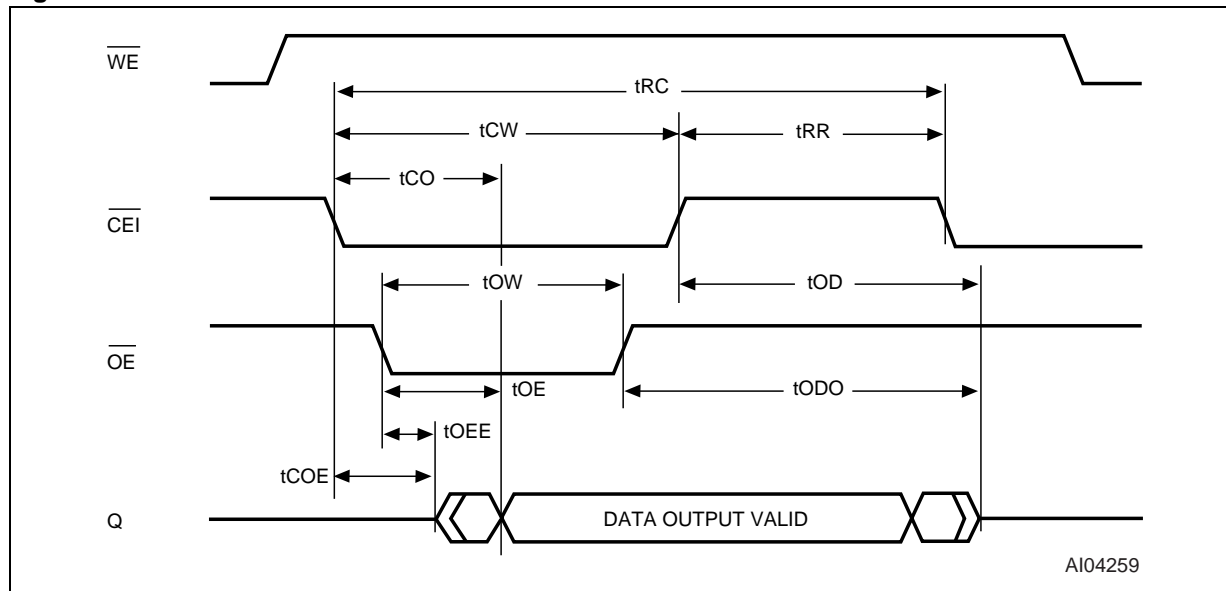 WE
tRC
tCW
tRR
tCO
CEI
tOW
tOD
OE
tOE
tODO
tOEE
tCOE
Q
DATA OUTPUT VALID
AI04259